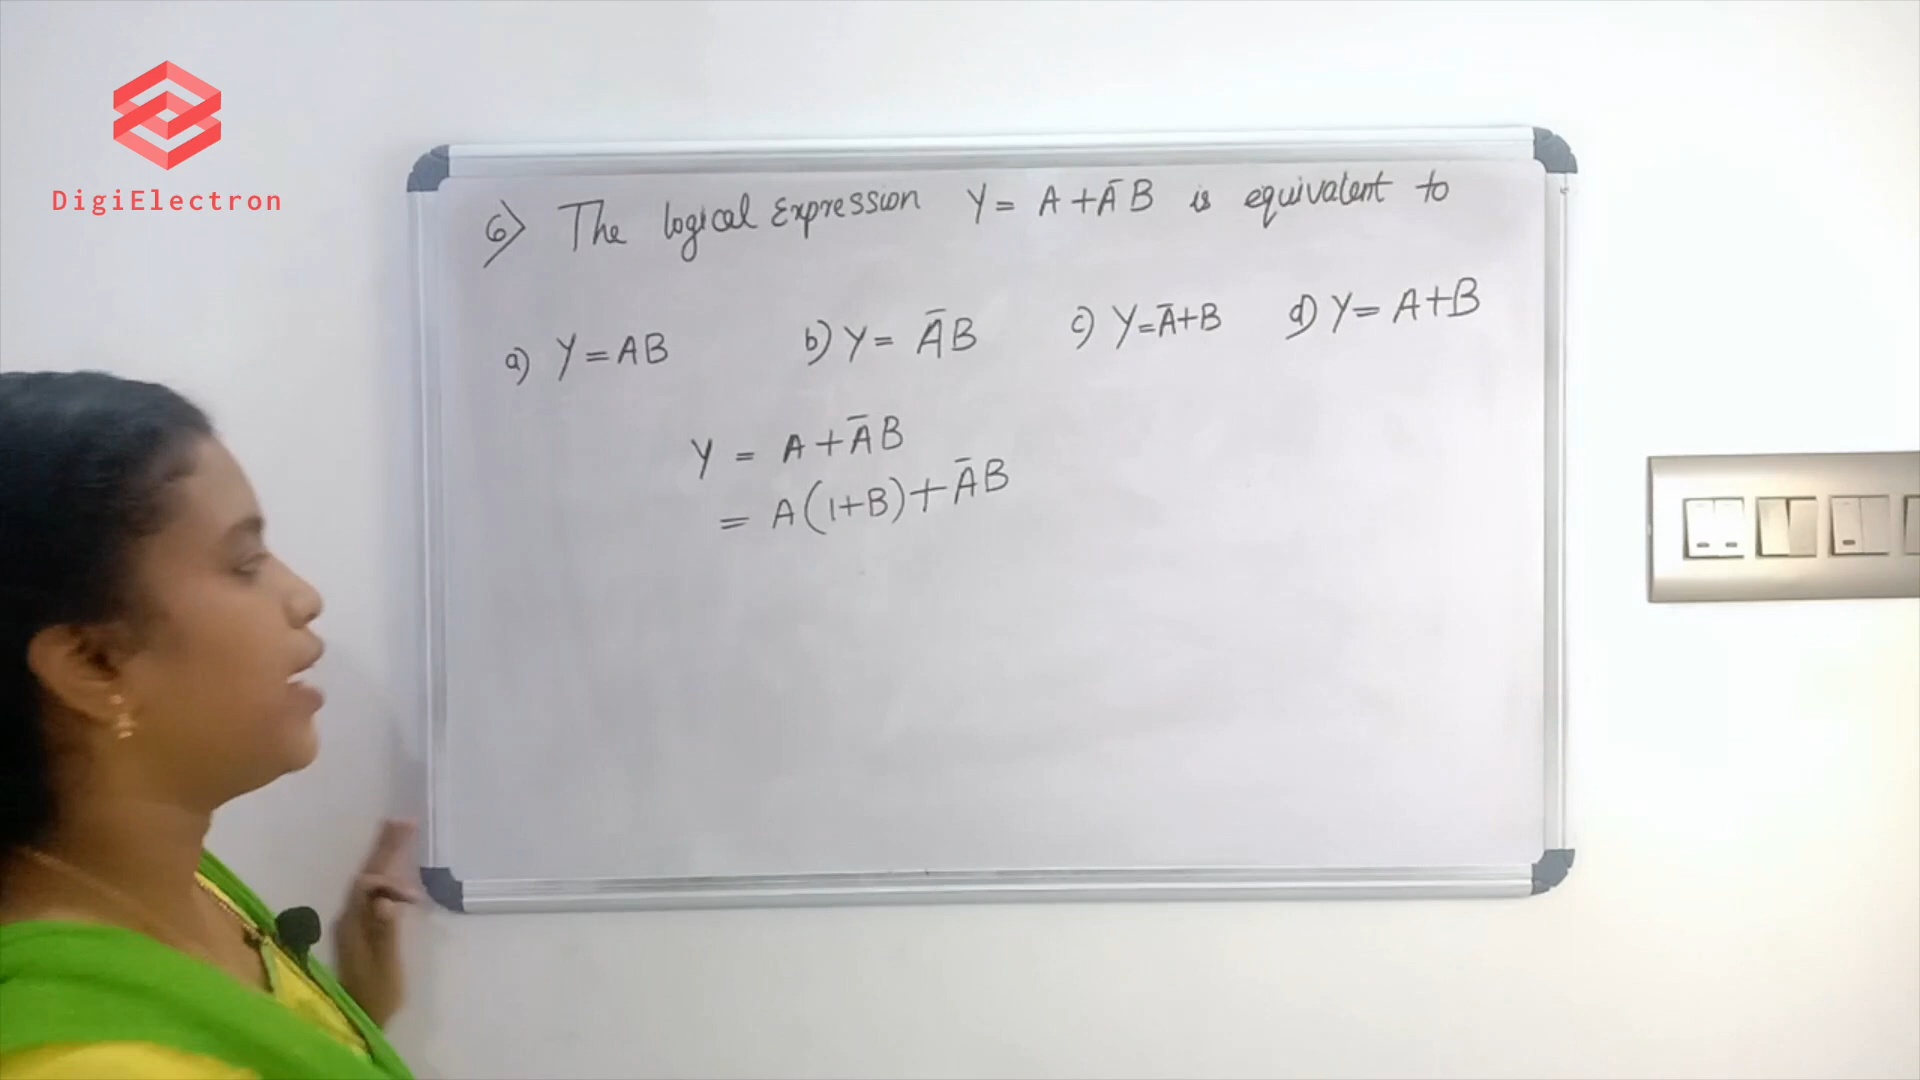 DigiElectron
6) The logical Expression Y = A + A̅ B is equivalent to
a) Y = AB b) Y = A̅ B c) Y = A̅ + B d) Y = A + B
Y = A + A̅ B
= A (1+B) + A̅ B